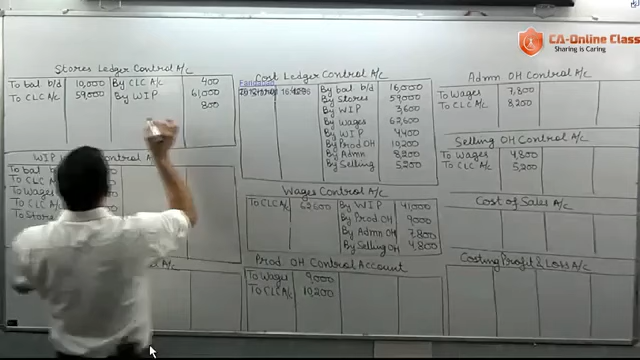 CA-Online Class
Sharing is Caring
Stores Ledger Control A/c
To bal b/d 10,000 By CLC A/c 400
To CLC A/c 59,000 By WIP 61,000
800
Cost Ledger Control A/c
Faridabad
By bal b/d 16,000
By Stores 59,000
By WIP 3,600
By Wages 62,600
By WIP 4,400
By Prod OH 10,200
By Admn 8,200
By Selling 5,200
Admn OH Control A/c
To Wages 7,800
To CLC A/c 8,200
Selling OH Control A/c
To Wages 4,800
To CLC A/c 5,200
WIP
To bal b
To CLC
To Wages
To CLC A
To Stores
Wages Control A/c
To CLC A/c 62,600 By WIP 41,000
By Prod OH 9,000
By Admn OH 7,800
By Selling OH 4,800
Cost of Sales A/c
Prod. OH Control Account
To Wages 9,000
To CLC A/c 10,200
Costing Profit & Loss A/c